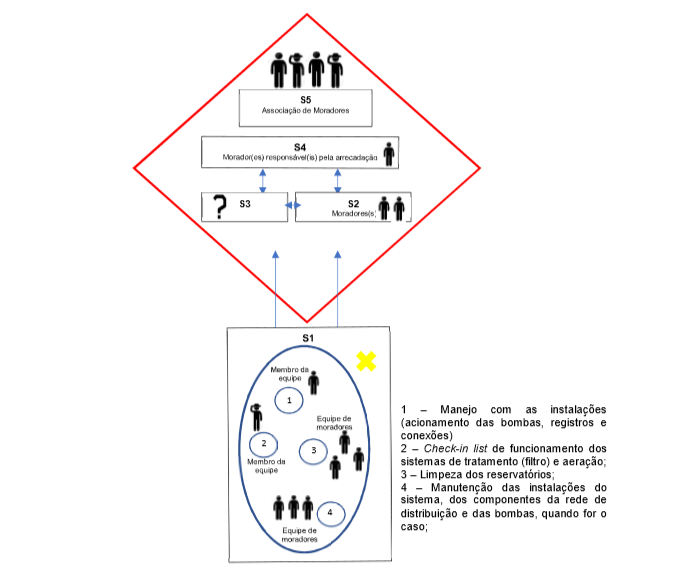 S5
Associação de Moradores
S4
Morador(es) responsável(is) pela arrecadação
?
S3
S2
Moradores(s;
S1
Membro da
equipe
1
Equipe de
moradores
2
3
Membro da
equipe
4
Equipe de
moradores
1 – Manejo com as instalações
(acionamento das bombas, registros e
conexões)
2 – Check-in list de funcionamento dos
sistemas de tratamento (filtro) e aeração;
3 – Limpeza dos reservatórios;
4 – Manutenção das instalações do
sistema, dos componentes da rede de
distribuição e das bombas, quando for o
caso;